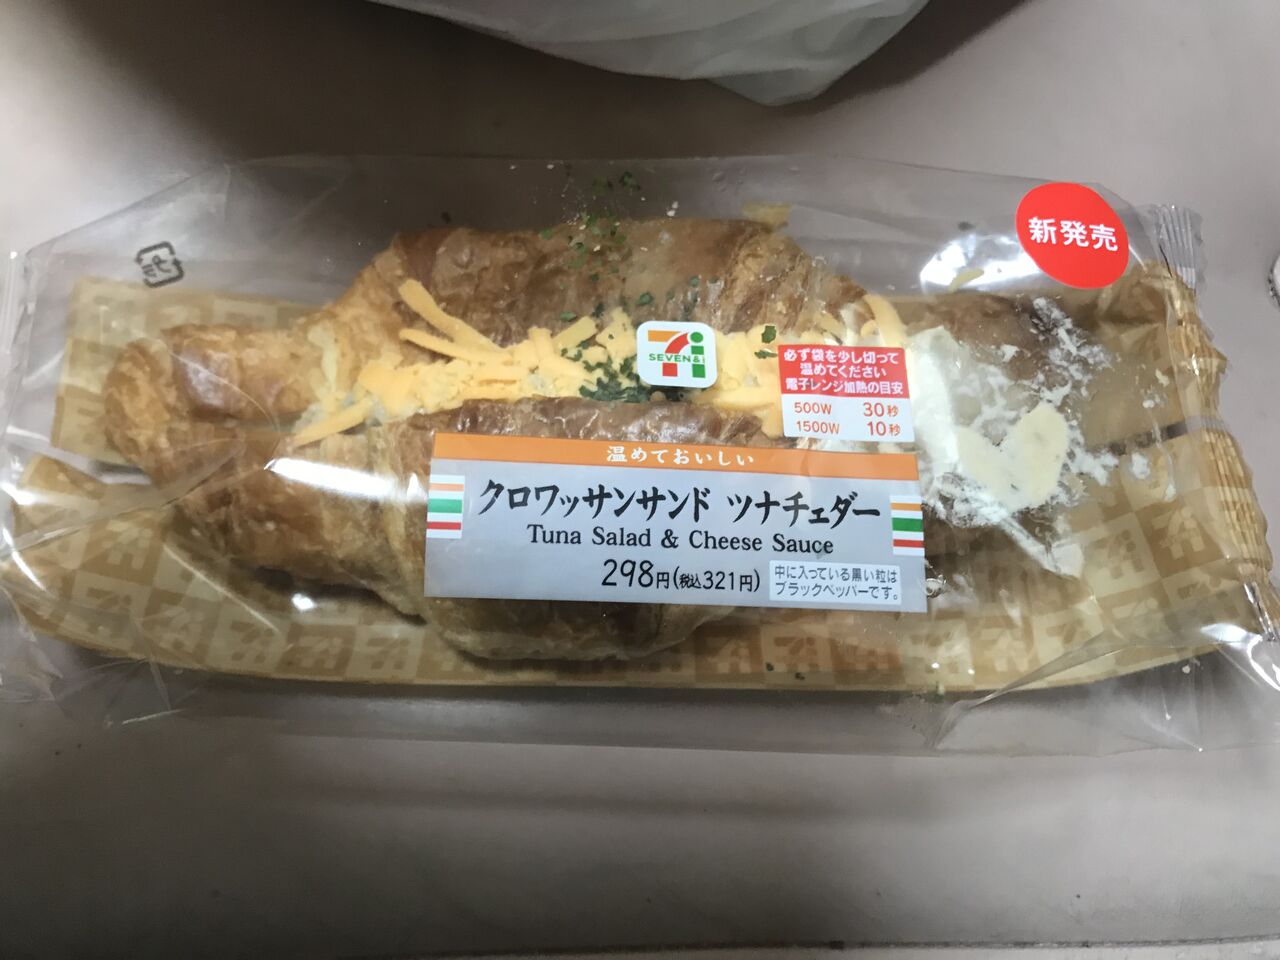 新発売
プラ
SEVEN&i
必ず袋を少し切って
温めてください
電子レンジ加熱の目安
500W 30秒
1500W 10秒
温めておいしい
クロワッサンサンド ツナチェダー
Tuna Salad & Cheese Sauce
298円(税込321円)
中に入っている黒い粒は
ブラックペッパーです。